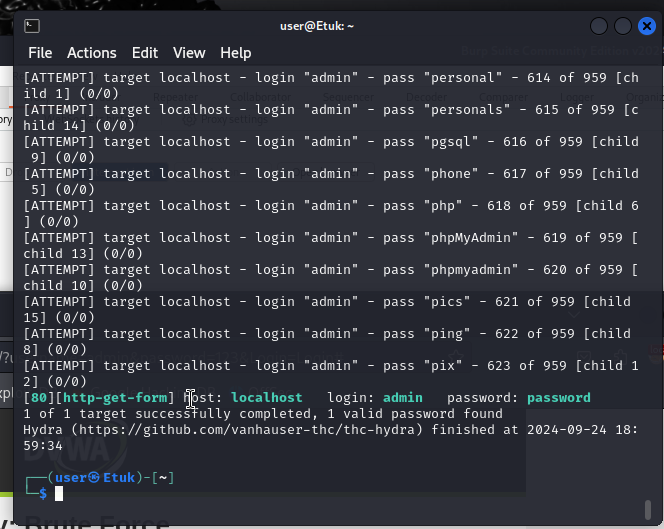 user@Etuk: ~
File Actions Edit View Help
[ATTEMPT] target localhost - login "admin" - pass "personal" - 614 of 959 [ch
ild 1] (0/0)
[ATTEMPT] target localhost - login "admin" - pass "personals" - 615 of 959 [c
hild 14] (0/0)
[ATTEMPT] target localhost - login "admin" - pass "pgsql" - 616 of 959 [child
 9] (0/0)
[ATTEMPT] target localhost - login "admin" - pass "phone" - 617 of 959 [child
 5] (0/0)
[ATTEMPT] target localhost - login "admin" - pass "php" - 618 of 959 [child 6
] (0/0)
[ATTEMPT] target localhost - login "admin" - pass "phpMyAdmin" - 619 of 959 [
child 13] (0/0)
[ATTEMPT] target localhost - login "admin" - pass "phpmyadmin" - 620 of 959 [
child 10] (0/0)
[ATTEMPT] target localhost - login "admin" - pass "pics" - 621 of 959 [child
15] (0/0)
[ATTEMPT] target localhost - login "admin" - pass "ping" - 622 of 959 [child
8] (0/0)
[ATTEMPT] target localhost - login "admin" - pass "pix" - 623 of 959 [child 1
2] (0/0)
[80][http-get-form] host: localhost   login: admin   password: password
1 of 1 target successfully completed, 1 valid password found
Hydra (https://github.com/vanhauser-thc/thc-hydra) finished at 2024-09-24 18:
59:34
┌──(user㉿Etuk)-[~]
└─$
Brute Force